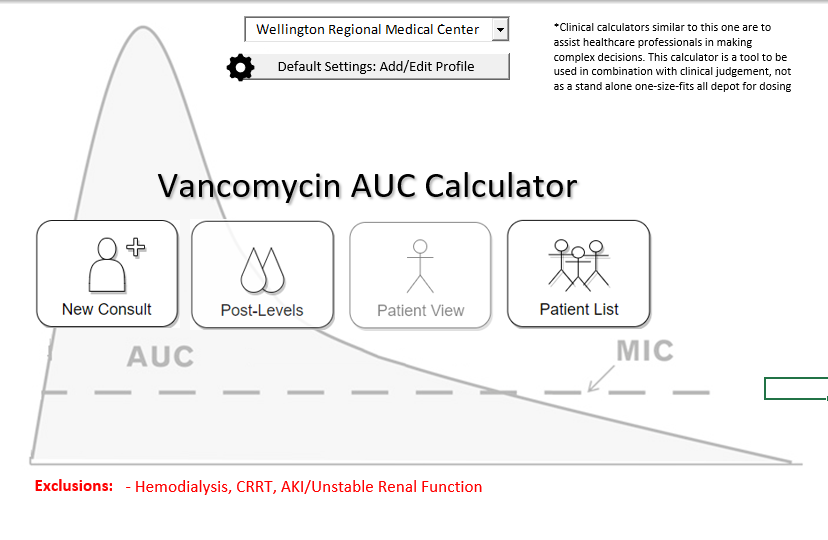 Wellington Regional Medical Center
Default Settings: Add/Edit Profile
*Clinical calculators similar to this one are to
assist healthcare professionals in making
complex decisions. This calculator is a tool to be
used in combination with clinical judgement, not
as a stand alone one-size-fits all depot for dosing
Vancomycin AUC Calculator
New Consult
Post-Levels
Patient View
Patient List
AUC
MIC
Exclusions: - Hemodialysis, CRRT, AKI/Unstable Renal Function